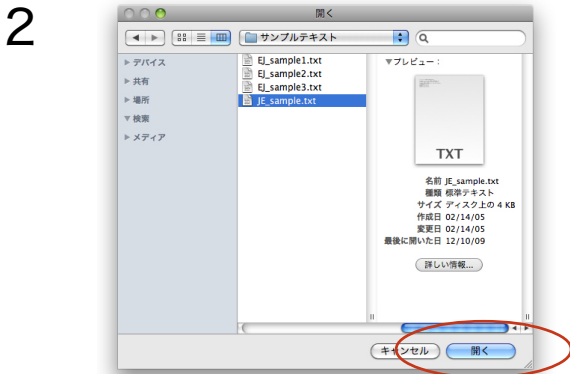 2
開く
サンプルテキスト
▶デバイス
▶共有
▶場所
▼検索
▶メディア
EJ_sample1.txt
EJ_sample2.txt
EJ_sample3.txt
JE_sample.txt
▼プレビュー：
TXT
名前 JE_sample.txt
種類 標準テキスト
サイズ ディスク上の 4 KB
作成日 02/14/05
変更日 02/14/05
最後に開いた日 12/10/09
詳しい情報...
キャンセル
開く